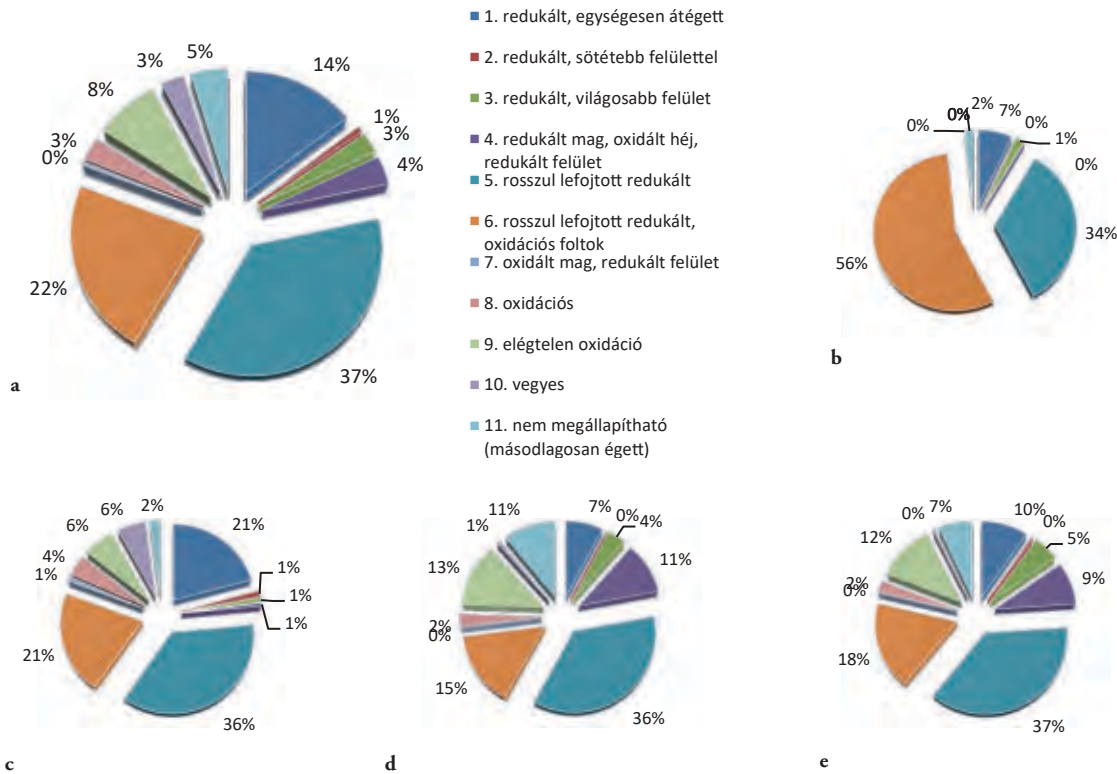 5%
3%
14%
8%
1%
3%
3%
0%
4%
22%
37%
a
1. redukált, egységesen átégett
2. redukált, sötétebb felülettel
3. redukált, világosabb felület
4. redukált mag, oxidált héj,
redukált felület
5. rosszul lefojtott redukált
6. rosszul lefojtott redukált,
oxidációs foltok
7. oxidált mag, redukált felület
8. oxidációs
9. elégtelen oxidáció
10. vegyes
11. nem megállapítható
(másodlagosan égett)
0%
0%
2%
7%
0%
1%
0%
34%
56%
b
6%
6%
2%
21%
4%
1%
1%
1%
1%
21%
36%
c
11%
1%
7%
0%
4%
13%
11%
2%
0%
15%
36%
d
0%
7%
10%
0%
5%
12%
9%
2%
0%
18%
37%
e